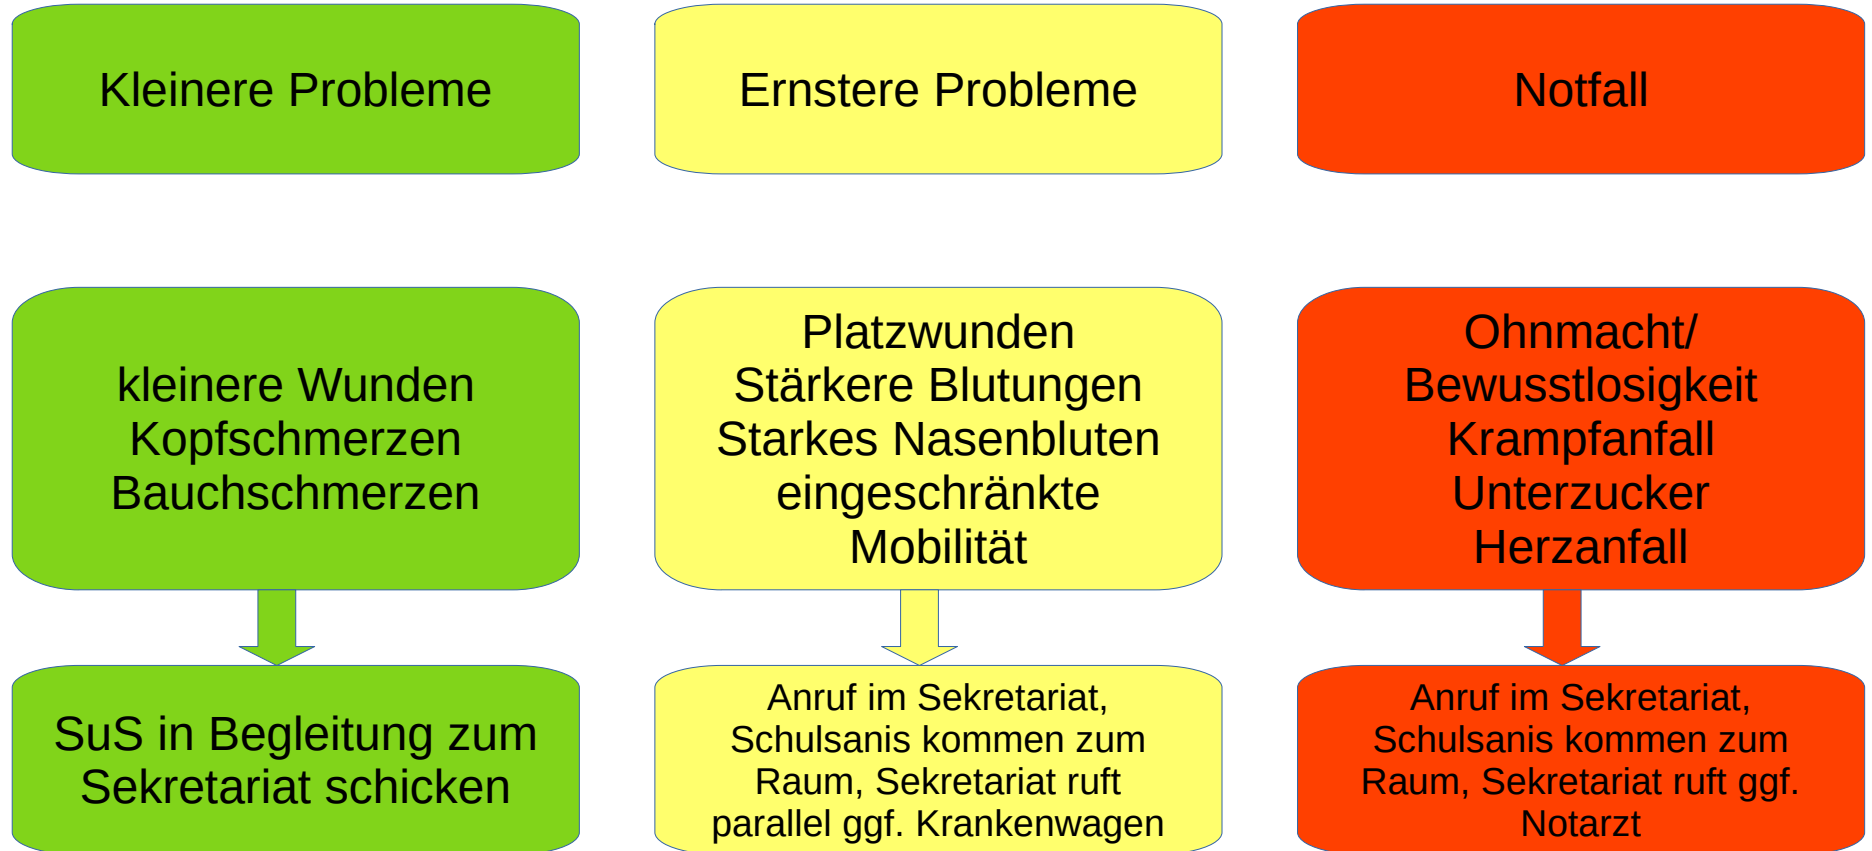 Kleinere Probleme
Ernstere Probleme
Notfall
kleinere Wunden
Kopfschmerzen
Bauchschmerzen
Platzwunden
Stärkere Blutungen
Starkes Nasenbluten
eingeschränkte
Mobilität
Ohnmacht/
Bewusstlosigkeit
Krampfanfall
Unterzucker
Herzanfall
SuS in Begleitung zum
Sekretariat schicken
Anruf im Sekretariat,
Schulsanis kommen zum
Raum, Sekretariat ruft
parallel ggf. Krankenwagen
Anruf im Sekretariat,
Schulsanis kommen zum
Raum, Sekretariat ruft ggf.
Notarzt